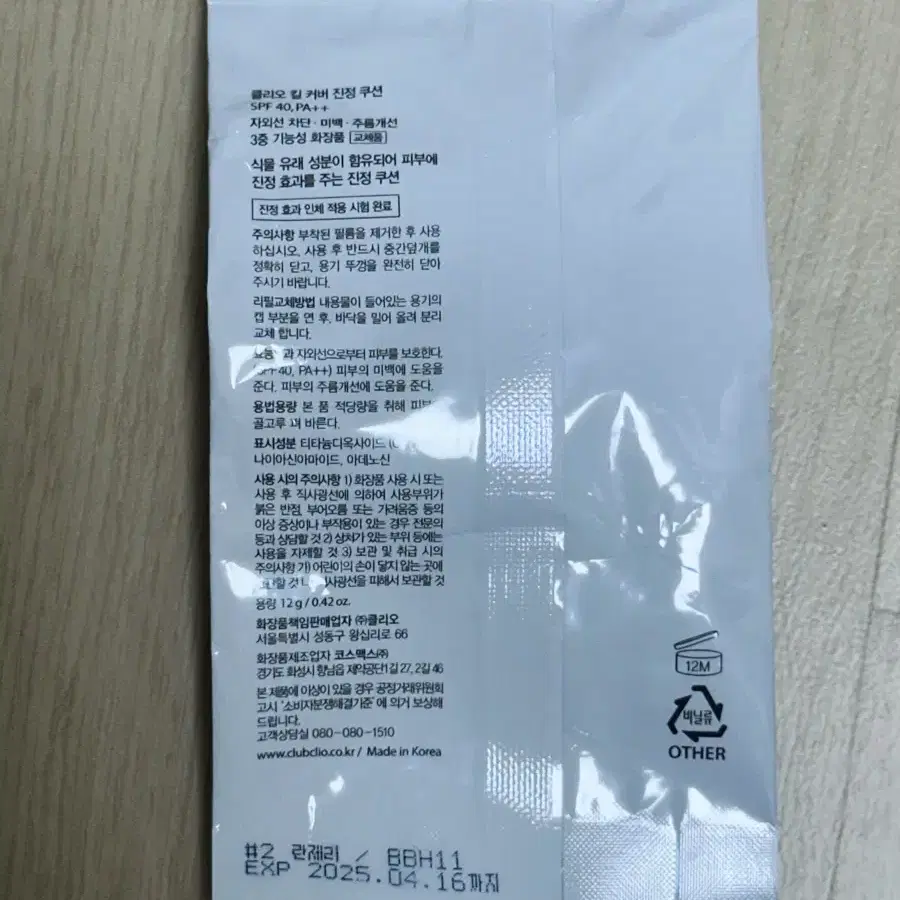 클리오 킬 커버 진정 쿠션
SPF 40, PA++
자외선 차단 · 미백 · 주름개선
3중 기능성 화장품 교체품
식물 유래 성분이 함유되어 피부에
진정 효과를 주는 진정 쿠션
진정 효과 인체 적용 시험 완료
주의사항 부착된 필름을 제거한 후 사용
하십시오. 사용 후 반드시 중간덮개를
정확히 닫고, 용기 뚜껑을 완전히 닫아
주시기 바랍니다.
리필교체방법 내용물이 들어있는 용기의
캡 부분을 연 후, 바닥을 밀어 올려 분리
교체 합니다.
자외선으로부터 피부를 보호한다.
(SPF40, PA++) 피부의 미백에 도움을
준다. 피부의 주름개선에 도움을 준다.
용법용량 본 품 적당량을 취해
골고루 바른다.
표시성분 티타늄디옥사이드
나이아신아마이드, 아데노신
사용 시의 주의사항 1) 화장품 사용 시 또는
사용 후 직사광선에 의하여 사용부위가
붉은 반점, 부어오름 또는 가려움증 등의
이상 증상이나 부작용이 있는 경우 전문의
등과 상담할 것 2) 상처가 있는 부위 등에는
사용을 자제할 것 3) 보관 및 취급 시의
주의사항 가) 어린이의 손이 닿지 않는 곳에
할 것 사광선을 피해서 보관할 것
용량 12g / 0.42 oz.
화장품책임판매업자 ㈜클리오
서울특별시 성동구 왕십리로 66
화장품제조업자 코스맥스㈜
경기도 화성시 향남읍 제약공단1길 27, 2길 46
본 제품에 이상이 있을 경우 공정거래위원회
고시 '소비자분쟁해결기준' 에 의거 보상해
드립니다.
고객상담실 080-080-1510
www.clubclio.co.kr / Made in Korea
12M
비닐류
OTHER
#2 란제리 / BBH11
EXP 2025.04.16까지